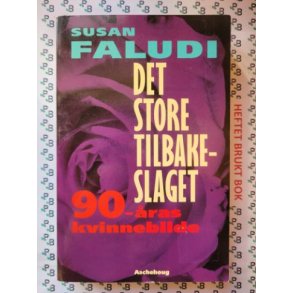 SUSAN
FALUDI
DET
STORE
TILBAKE-
SLAGET
90-åras
kvinnebilde
Aschehoug
HEFTET BRUKT BOK